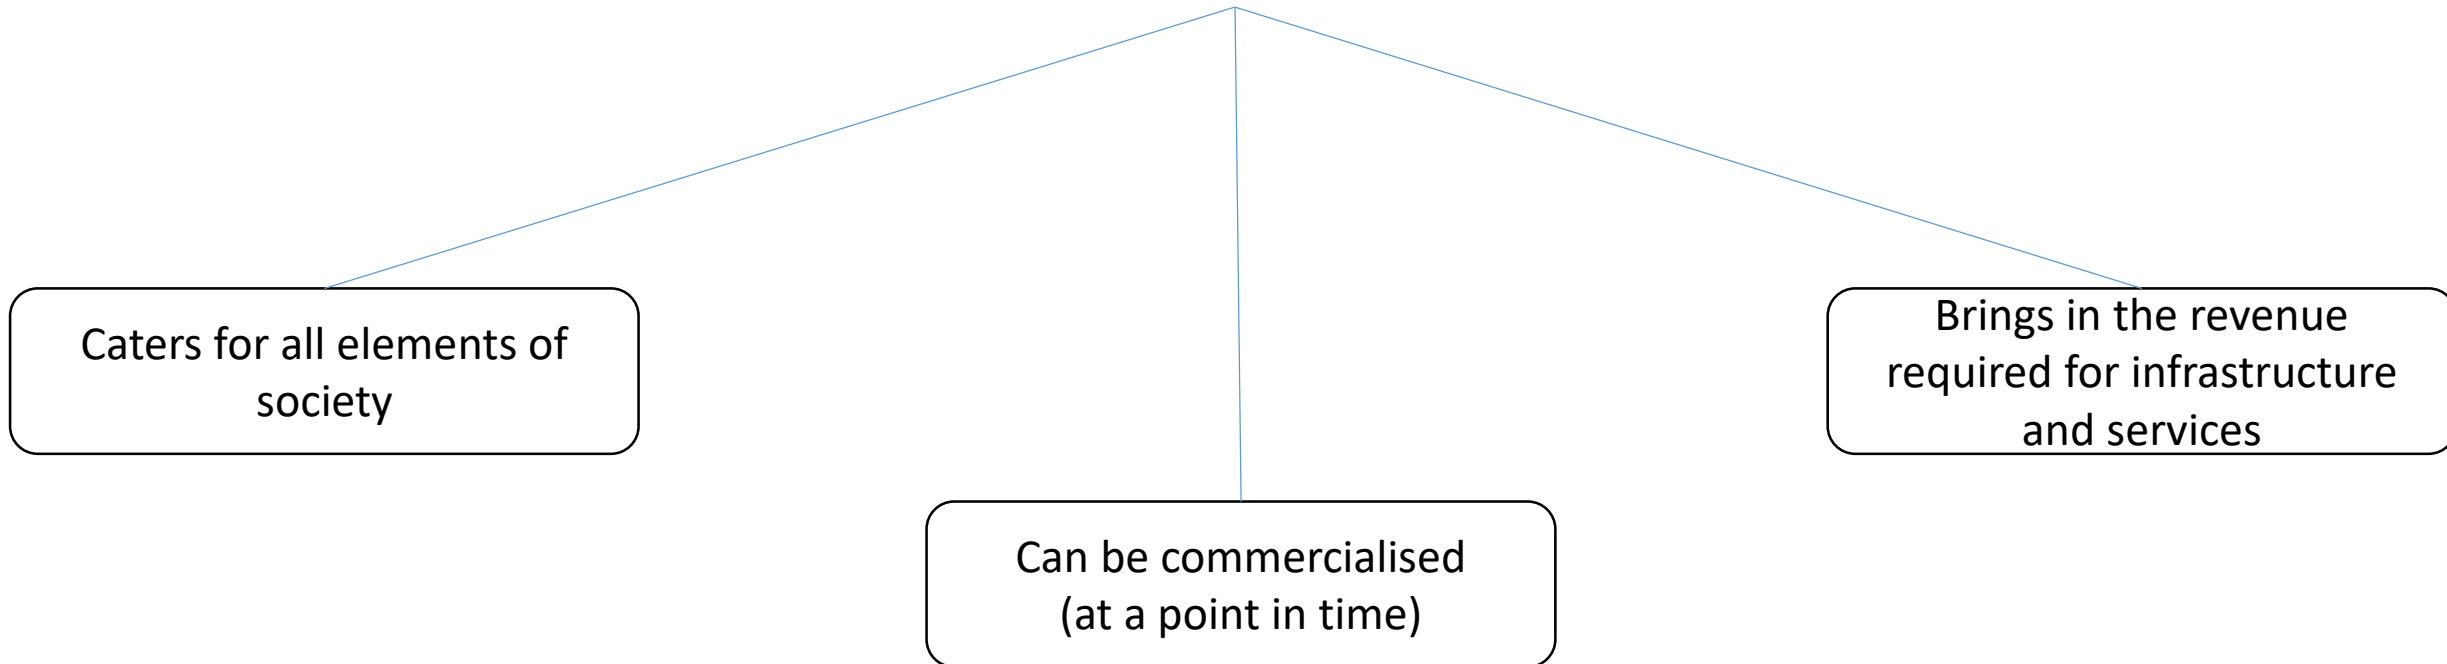 Caters for all elements of
society
Brings in the revenue
required for infrastructure
and services
Can be commercialised
(at a point in time)